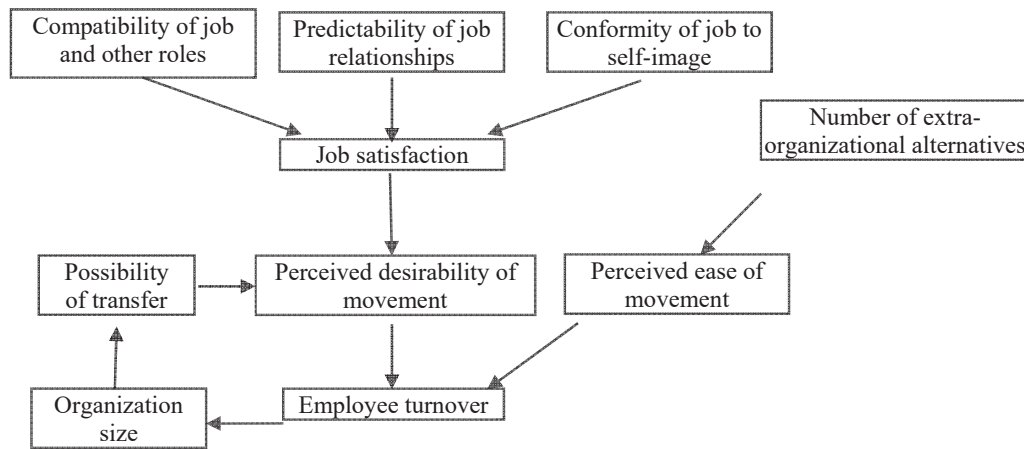 Compatibility of job
and other roles
Predictability of job
relationships
Conformity of job to
self-image
Number of extra-
organizational alternatives
Job satisfaction
Possibility
of transfer
Perceived desirability of
movement
Perceived ease of
movement
Organization
size
Employee turnover